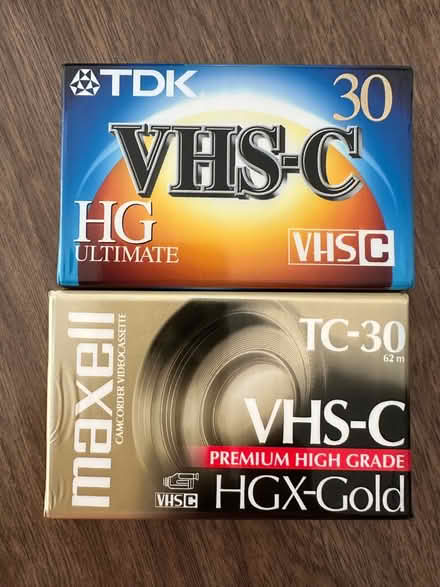 TDK
30
VHS-C
HG
ULTIMATE
VHS C
maxell
CAMCORDER VIDEOCASSETTE
TC-30
62 m
VHS-C
PREMIUM HIGH GRADE
VHS C
HGX-Gold